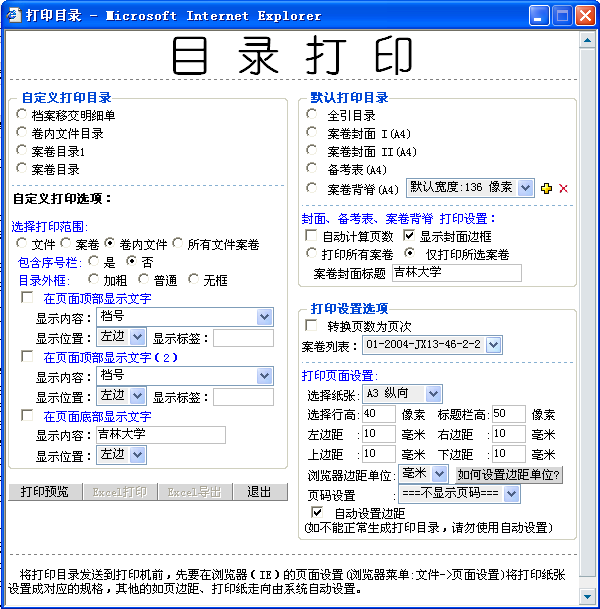 打印目录 - Microsoft Internet Explorer
目录打印
自定义打印目录
档案移交明细单
卷内文件目录
案卷目录1
案卷目录
自定义打印选项：
选择打印范围:
文件 案卷 卷内文件 所有文件案卷
包含序号栏: 是 否
目录外框: 加粗 普通 无框
在页面顶部显示文字
显示内容： 档号
显示位置： 左边 显示标签：
在页面顶部显示文字(2)
显示内容： 档号
显示位置： 左边 显示标签：
在页面底部显示文字
显示内容： 吉林大学
显示位置： 左边
打印预览 Excel打印 Excel导出 退出
默认打印目录
全引目录
案卷封面 I(A4)
案卷封面 II(A4)
备考表(A4)
案卷背脊(A4) 默认宽度:136 像素
封面、备考表、案卷背脊 打印设置：
自动计算页数 显示封面边框
打印所有案卷 仅打印所选案卷
案卷封面标题 吉林大学
打印设置选项
转换页数为页次
案卷列表： 01-2004-JX13-46-2-2
打印页面设置:
选择纸张: A3 纵向
选择行高: 40 像素 标题栏高: 50 像素
左边距 : 10 毫米 右边距 : 10 毫米
上边距 : 10 毫米 下边距 : 10 毫米
浏览器边距单位: 毫米 如何设置边距单位?
页码设置 : ===不显示页码===
自动设置边距
(如不能正常生成打印目录，请勿使用自动设置)
将打印目录发送到打印机前，先要在浏览器(IE)的页面设置(浏览器菜单:文件->页面设置)将打印纸张
设置成对应的规格，其他的如页边距、打印纸走向由系统自动设置。